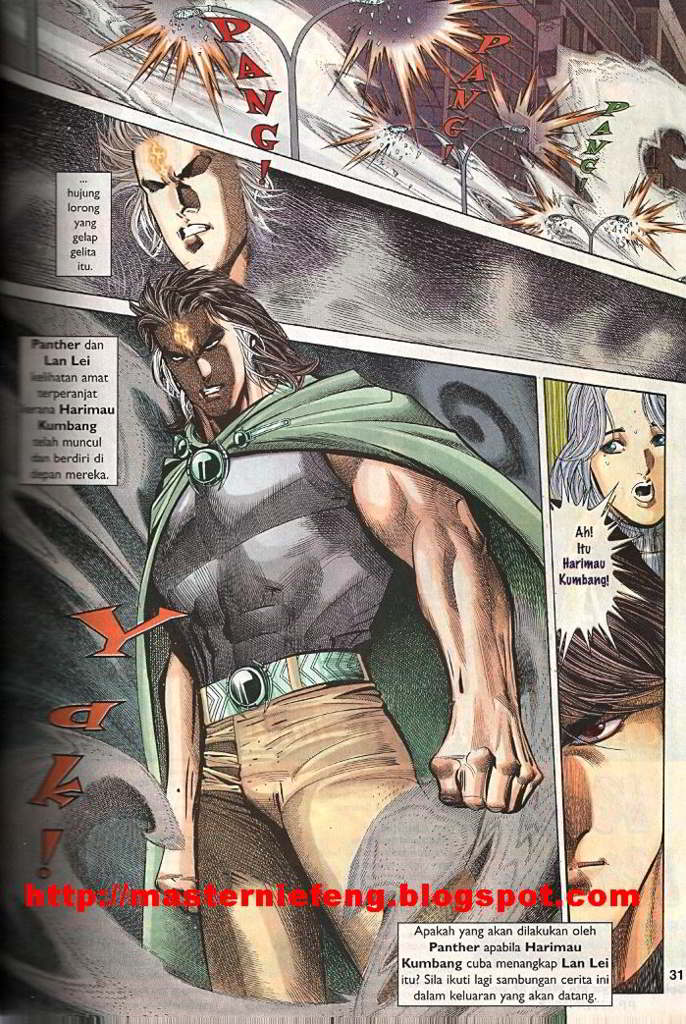 PANG!
PANG!
PANG!
...
hujung
lorong
yang
gelap
gelita
itu.
Panther dan
Lan Lei
kelihatan amat
terperanjat
kerana Harimau
Kumbang
telah muncul
dan berdiri di
depan mereka.
Ah!
Itu
Harimau
Kumbang!
Yak!
http://masterniefeng.blogspot.com
Apakah yang akan dilakukan oleh
Panther apabila Harimau
Kumbang cuba menangkap Lan Lei
itu? Sila ikuti lagi sambungan cerita ini
dalam keluaran yang akan datang.
31